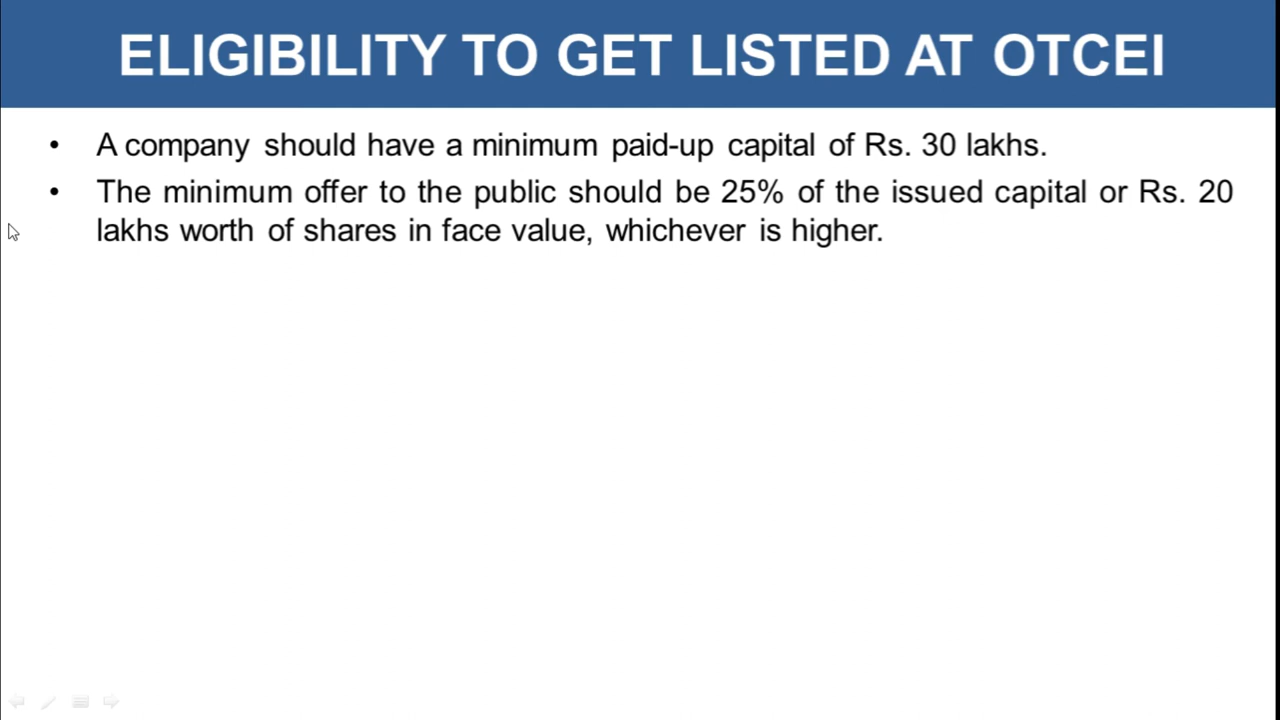 ELIGIBILITY TO GET LISTED AT OTCEI
• A company should have a minimum paid-up capital of Rs. 30 lakhs.
• The minimum offer to the public should be 25% of the issued capital or Rs. 20
lakhs worth of shares in face value, whichever is higher.